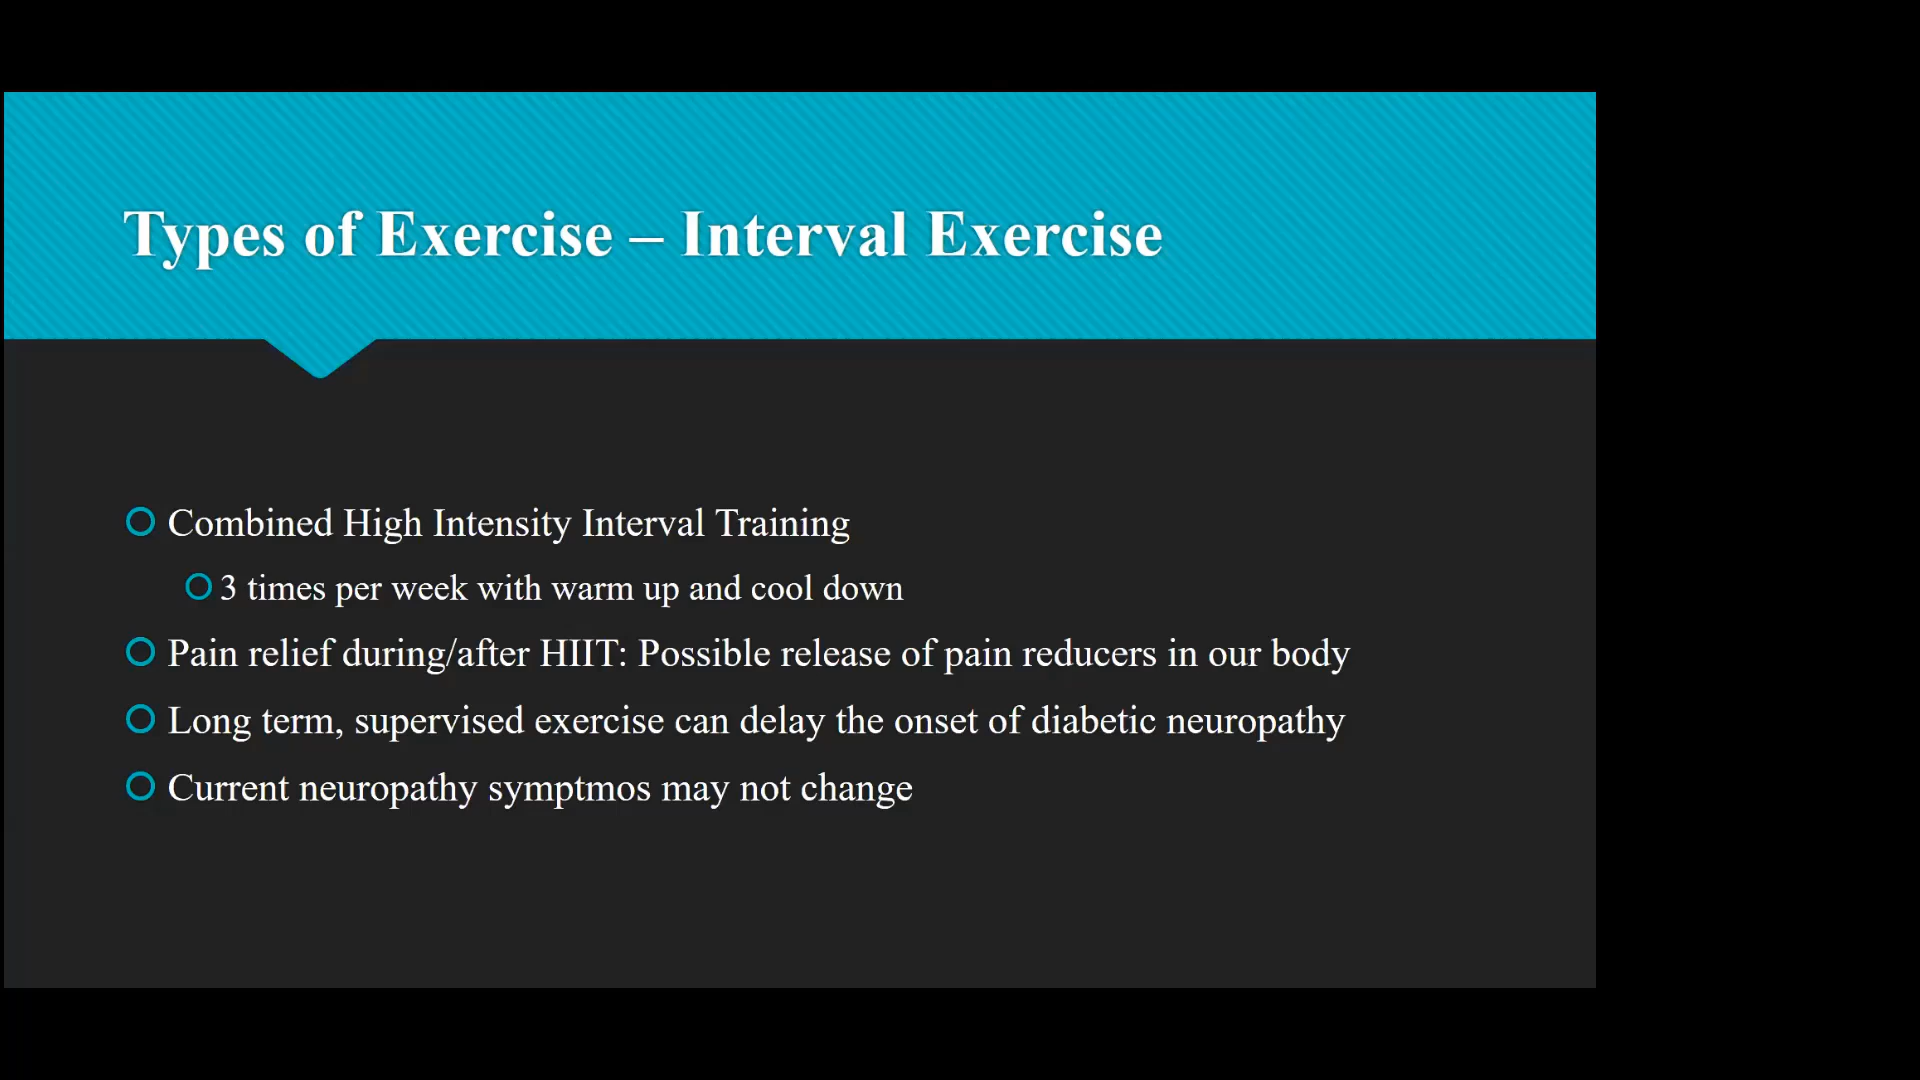 Types of Exercise – Interval Exercise
Combined High Intensity Interval Training
3 times per week with warm up and cool down
Pain relief during/after HIIT: Possible release of pain reducers in our body
Long term, supervised exercise can delay the onset of diabetic neuropathy
Current neuropathy symptmos may not change